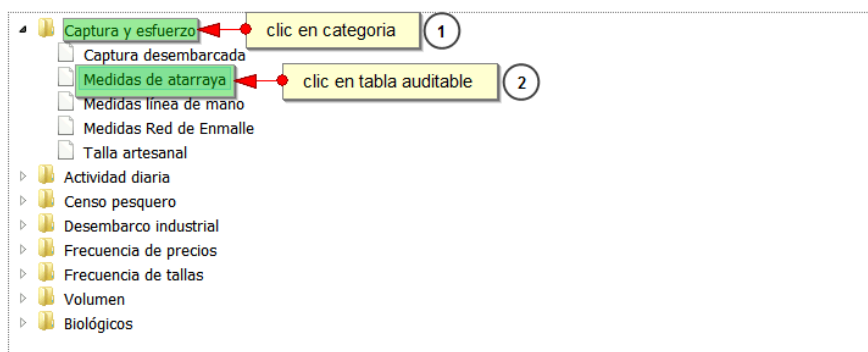 Captura y esfuerzo clic en categoria 1
Captura desembarcada
Medidas de atarraya clic en tabla auditable 2
Medidas línea de mano
Medidas Red de Enmalle
Talla artesanal
Actividad diaria
Censo pesquero
Desembarco industrial
Frecuencia de precios
Frecuencia de tallas
Volumen
Biológicos